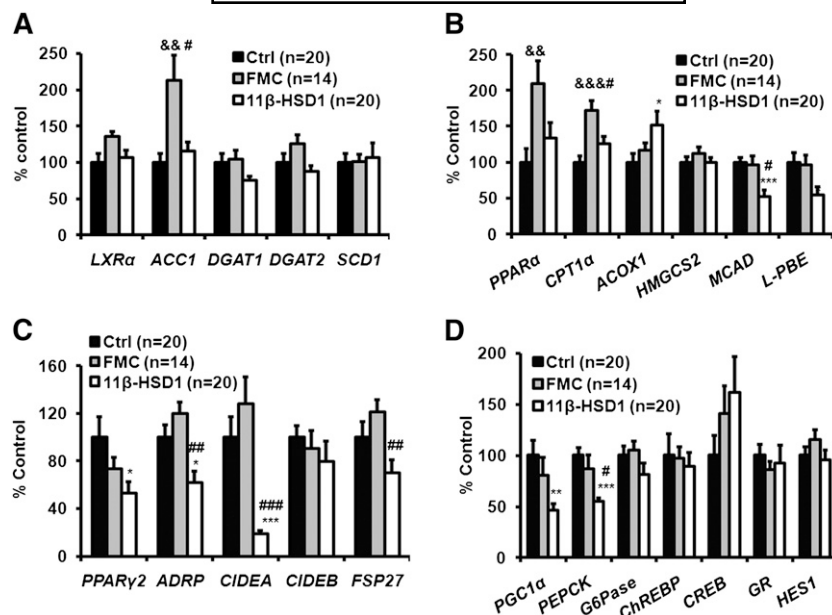 A
&& #
Ctrl (n=20)
FMC (n=14)
11β-HSD1 (n=20)
% control
250
200
150
100
50
0
LXRα ACC1 DGAT1 DGAT2 SCD1
B
&&
&&&#
*
#
***
Ctrl (n=20)
FMC (n=14)
11β-HSD1 (n=20)
% control
250
200
150
100
50
0
PPARα CPT1α ACOX1 HMGCS2 MCAD L-PBE
C
Ctrl (n=20)
FMC (n=14)
11β-HSD1 (n=20)
% Control
160
120
80
40
0
*
##
*
###
***
##
PPARγ2 ADRP CIDEA CIDEB FSP27
D
Ctrl (n=20)
FMC (n=14)
11β-HSD1 (n=20)
% Control
200
150
100
50
0
**
#
***
PGC1α PEPCK G6Pase ChREBP CREB GR HES1